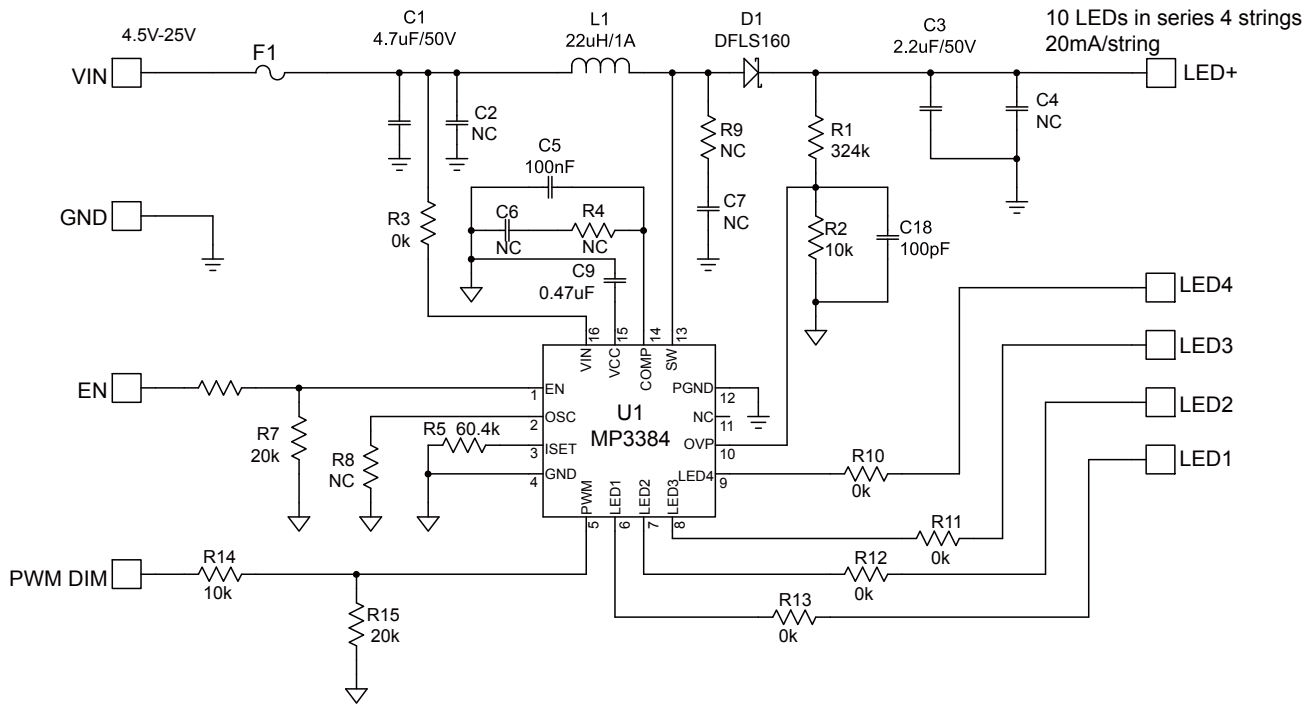 4.5V-25V
VIN
F1
C1
4.7uF/50V
L1
22uH/1A
D1
DFLS160
C3
2.2uF/50V
10 LEDs in series 4 strings
20mA/string
LED+
C2
NC
C4
NC
R9
NC
R1
324k
C5
100nF
GND
R3
0k
C6
NC
R4
NC
C7
NC
R2
10k
C18
100pF
C9
0.47uF
LED4
LED3
LED2
LED1
16
15
14
13
VIN
VCC
COMP
SW
EN
R7
20k
R8
NC
R5 60.4k
1
EN
2
OSC
3
ISET
4
GND
U1
MP3384
PGND
12
NC
11
OVP
10
LED4
9
PWM
LED1
LED2
LED3
5
6
7
8
R10
0k
R11
0k
R12
0k
R13
0k
PWM DIM
R14
10k
R15
20k